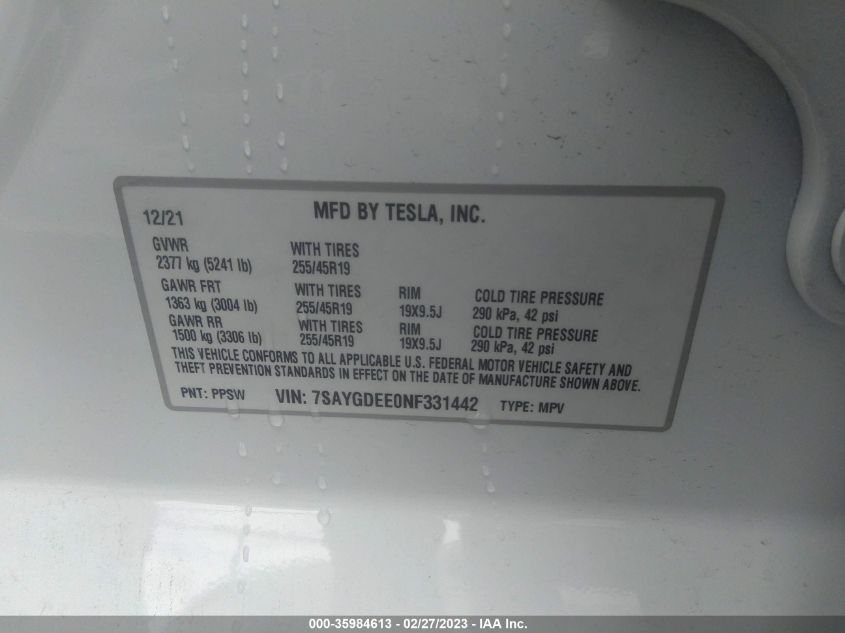 12/21 MFD BY TESLA, INC.
GVWR WITH TIRES
2377 kg (5241 lb) 255/45R19
GAWR FRT WITH TIRES RIM COLD TIRE PRESSURE
1363 kg (3004 lb) 255/45R19 19X9.5J 290 kPa, 42 psi
GAWR RR WITH TIRES RIM COLD TIRE PRESSURE
1500 kg (3306 lb) 255/45R19 19X9.5J 290 kPa, 42 psi
THIS VEHICLE CONFORMS TO ALL APPLICABLE U.S. FEDERAL MOTOR VEHICLE SAFETY AND
THEFT PREVENTION STANDARDS IN EFFECT ON THE DATE OF MANUFACTURE SHOWN ABOVE.
PNT: PPSW VIN: 7SAYGDEE0NF331442 TYPE: MPV
000-35984613 - 02/27/2023 - IAA Inc.